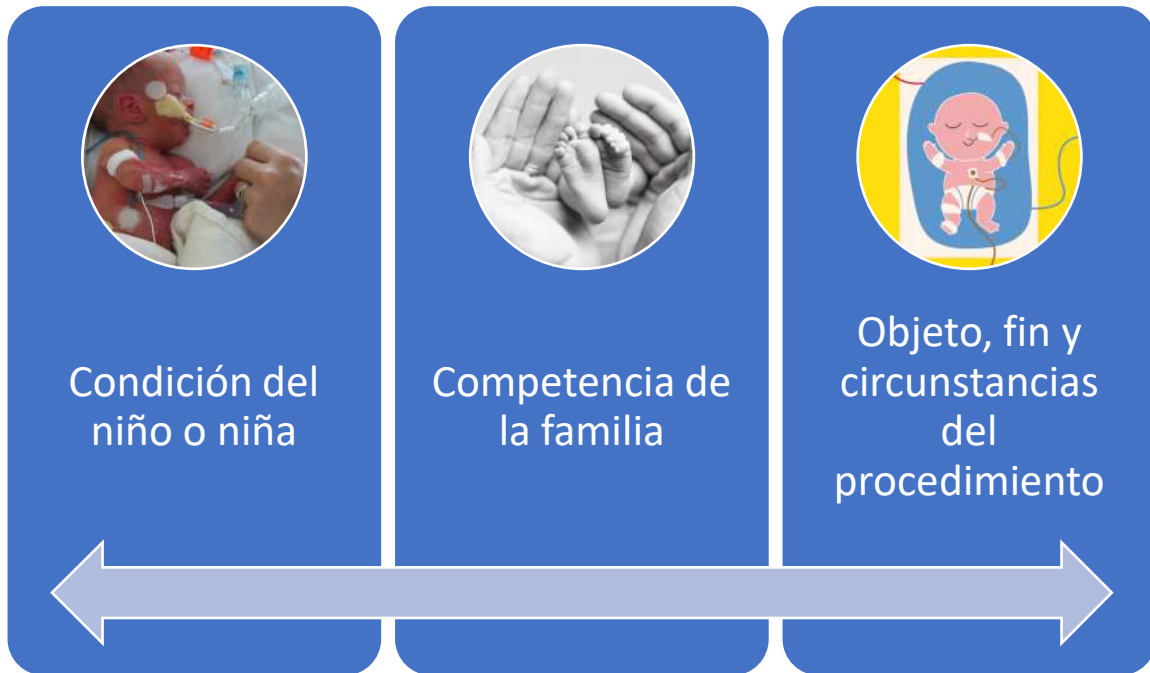 Condición del
niño o niña
Competencia de
la familia
Objeto, fin y
circunstancias
del
procedimiento